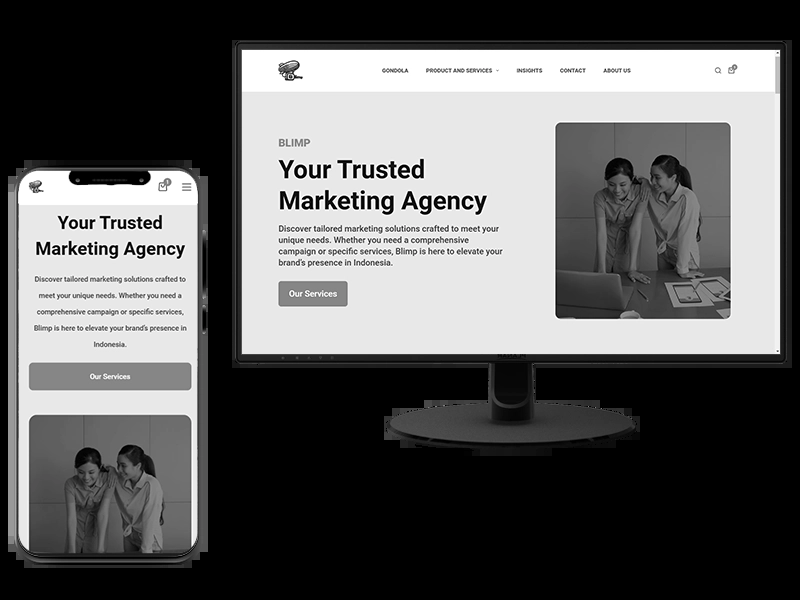 GONDOLA PRODUCT AND SERVICES INSIGHTS CONTACT ABOUT US
BLIMP
Your Trusted
Marketing Agency
Discover tailored marketing solutions crafted to meet your
unique needs. Whether you need a comprehensive
campaign or specific services, Blimp is here to elevate your
brand's presence in Indonesia.
Our Services
Your Trusted
Marketing Agency
Discover tailored marketing solutions crafted to
meet your unique needs. Whether you need a
comprehensive campaign or specific services,
Blimp is here to elevate your brand's presence in
Indonesia.
Our Services